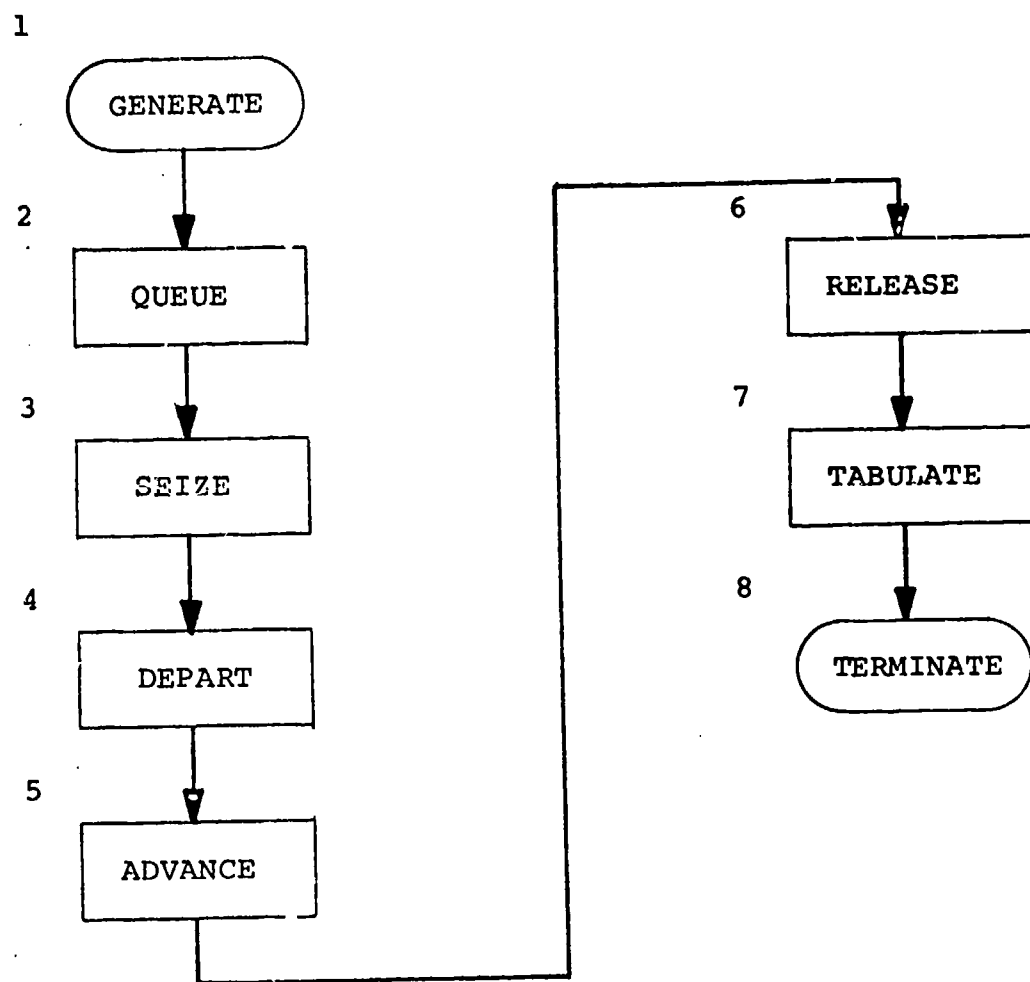 1
GENERATE
2
QUEUE
3
SEIZE
4
DEPART
5
ADVANCE
6
RELEASE
7
TABULATE
8
TERMINATE